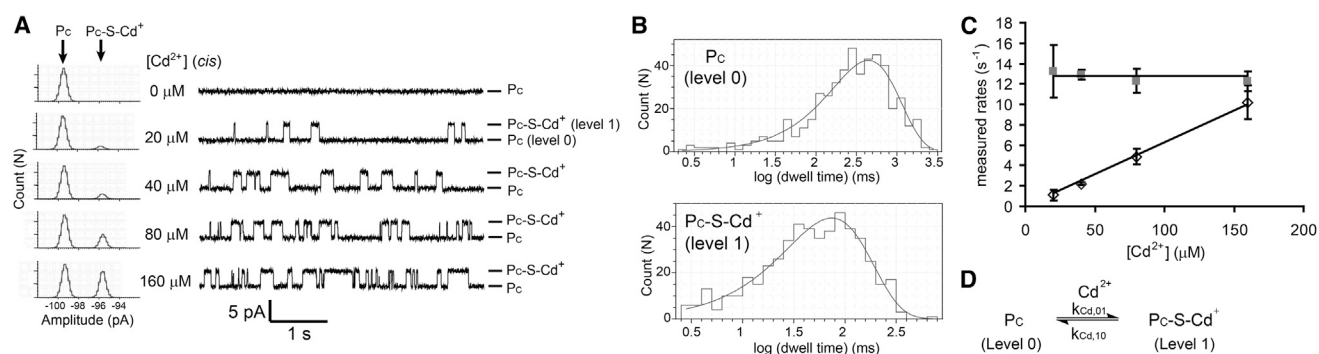 A
Pc Pc-S-Cd+
[Cd2+] (cis)
0 μM
Pc
20 μM
Pc-S-Cd+ (level 1)
Pc (level 0)
40 μM
Pc-S-Cd+
Pc
80 μM
Pc-S-Cd+
Pc
160 μM
Pc-S-Cd+
Pc
Count (N)
-100 -98 -96 -94
Amplitude (pA)
5 pA
1 s
B
Pc
(level 0)
Count (N)
40
20
0
0.5 1.0 1.5 2.0 2.5 3.0 3.5
log (dwell time) (ms)
Pc-S-Cd+
(level 1)
Count (N)
40
20
0
0.5 1 1.5 2 2.5
log (dwell time) (ms)
C
measured rates (s-1)
18
16
14
12
10
8
6
4
2
0
0 50 100 150 200
[Cd2+] (μM)
D
Cd2+
kCd,01
Pc Pc-S-Cd+
kCd,10
(Level 0) (Level 1)